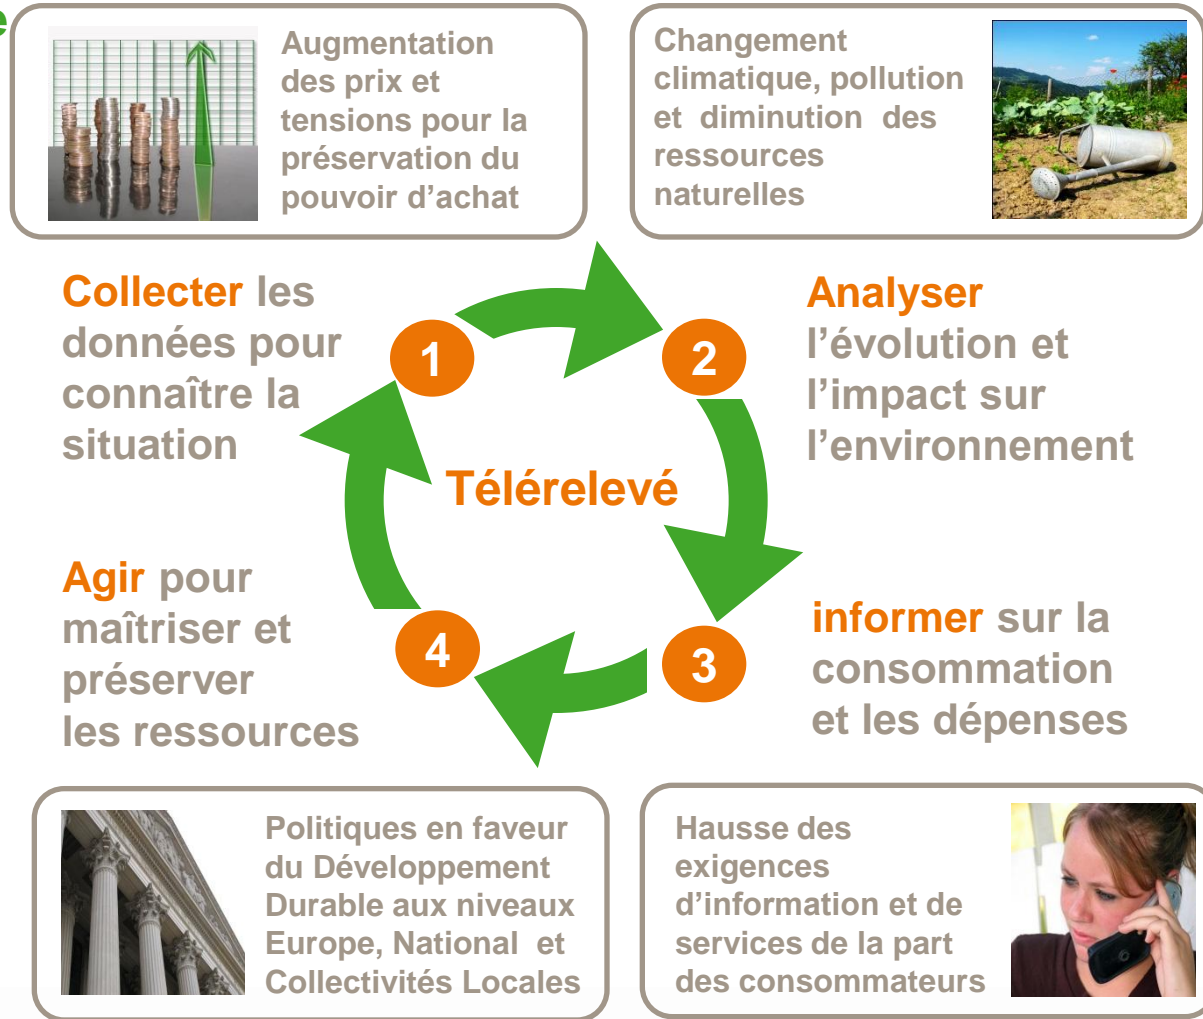 e
Augmentation
des prix et
tensions pour la
préservation du
pouvoir d’achat
Changement
climatique, pollution
et diminution des
ressources
naturelles
Collecter les
données pour
connaître la
situation
1
2
Analyser
l’évolution et
l’impact sur
l’environnement
Télérelevé
Agir pour
maîtriser et
préserver
les ressources
4
3
informer sur la
consommation
et les dépenses
Politiques en faveur
du Développement
Durable aux niveaux
Europe, National et
Collectivités Locales
Hausse des
exigences
d’information et de
services de la part
des consommateurs